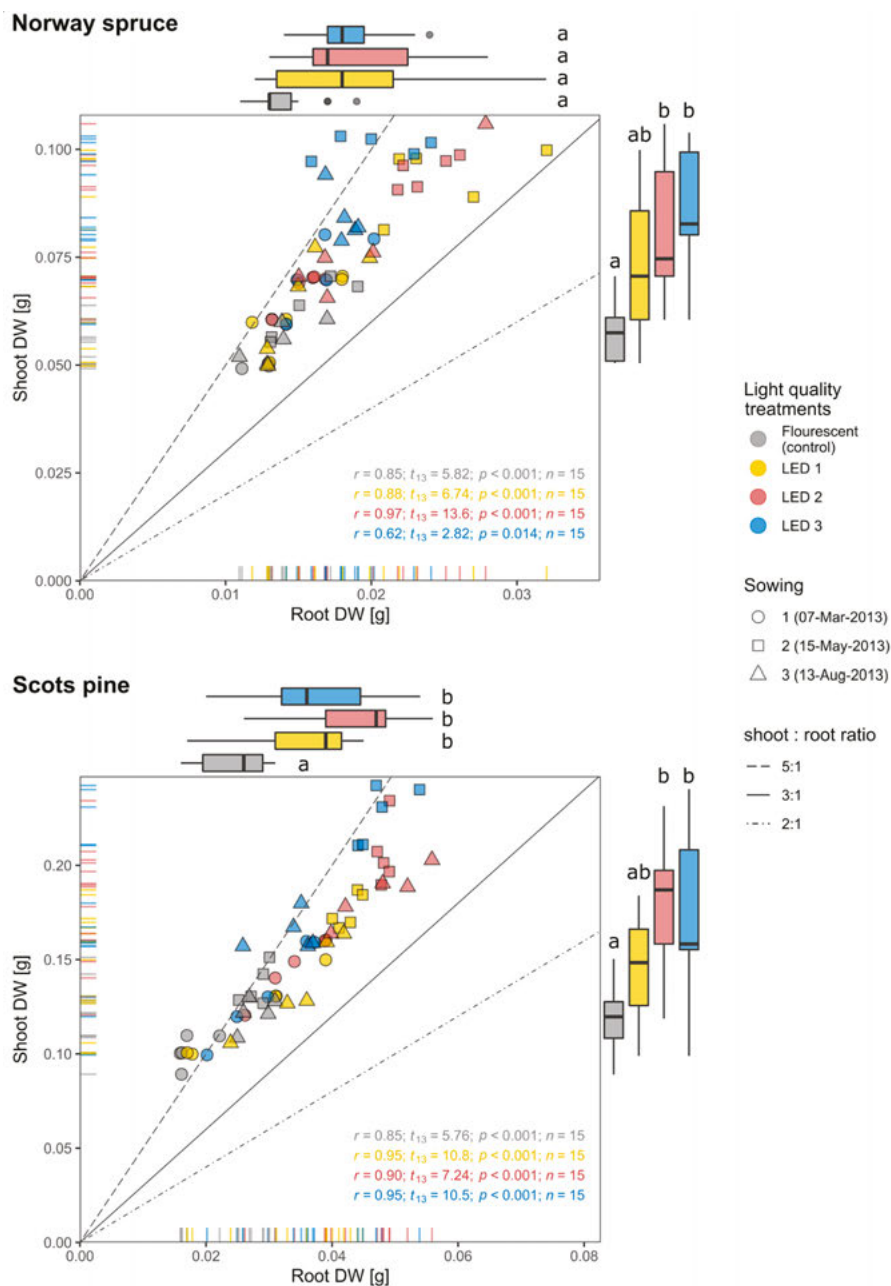 Norway spruce
a
a
a
a
a
ab
b
b
0.100
0.075
0.050
0.025
0.000
Shoot DW [g]
r = 0.85; t13 = 5.82; p < 0.001; n = 15
r = 0.88; t13 = 6.74; p < 0.001; n = 15
r = 0.97; t13 = 13.6; p < 0.001; n = 15
r = 0.62; t13 = 2.82; p = 0.014; n = 15
0.00
0.01
0.02
0.03
Root DW [g]
Light quality
treatments
Flourescent
(control)
LED 1
LED 2
LED 3
Sowing
1 (07-Mar-2013)
2 (15-May-2013)
3 (13-Aug-2013)
shoot : root ratio
5:1
3:1
2:1
Scots pine
b
b
b
a
a
ab
b
b
0.20
0.15
0.10
0.05
0.00
Shoot DW [g]
r = 0.85; t13 = 5.76; p < 0.001; n = 15
r = 0.95; t13 = 10.8; p < 0.001; n = 15
r = 0.90; t13 = 7.24; p < 0.001; n = 15
r = 0.95; t13 = 10.5; p < 0.001; n = 15
0.00
0.02
0.04
0.06
0.08
Root DW [g]